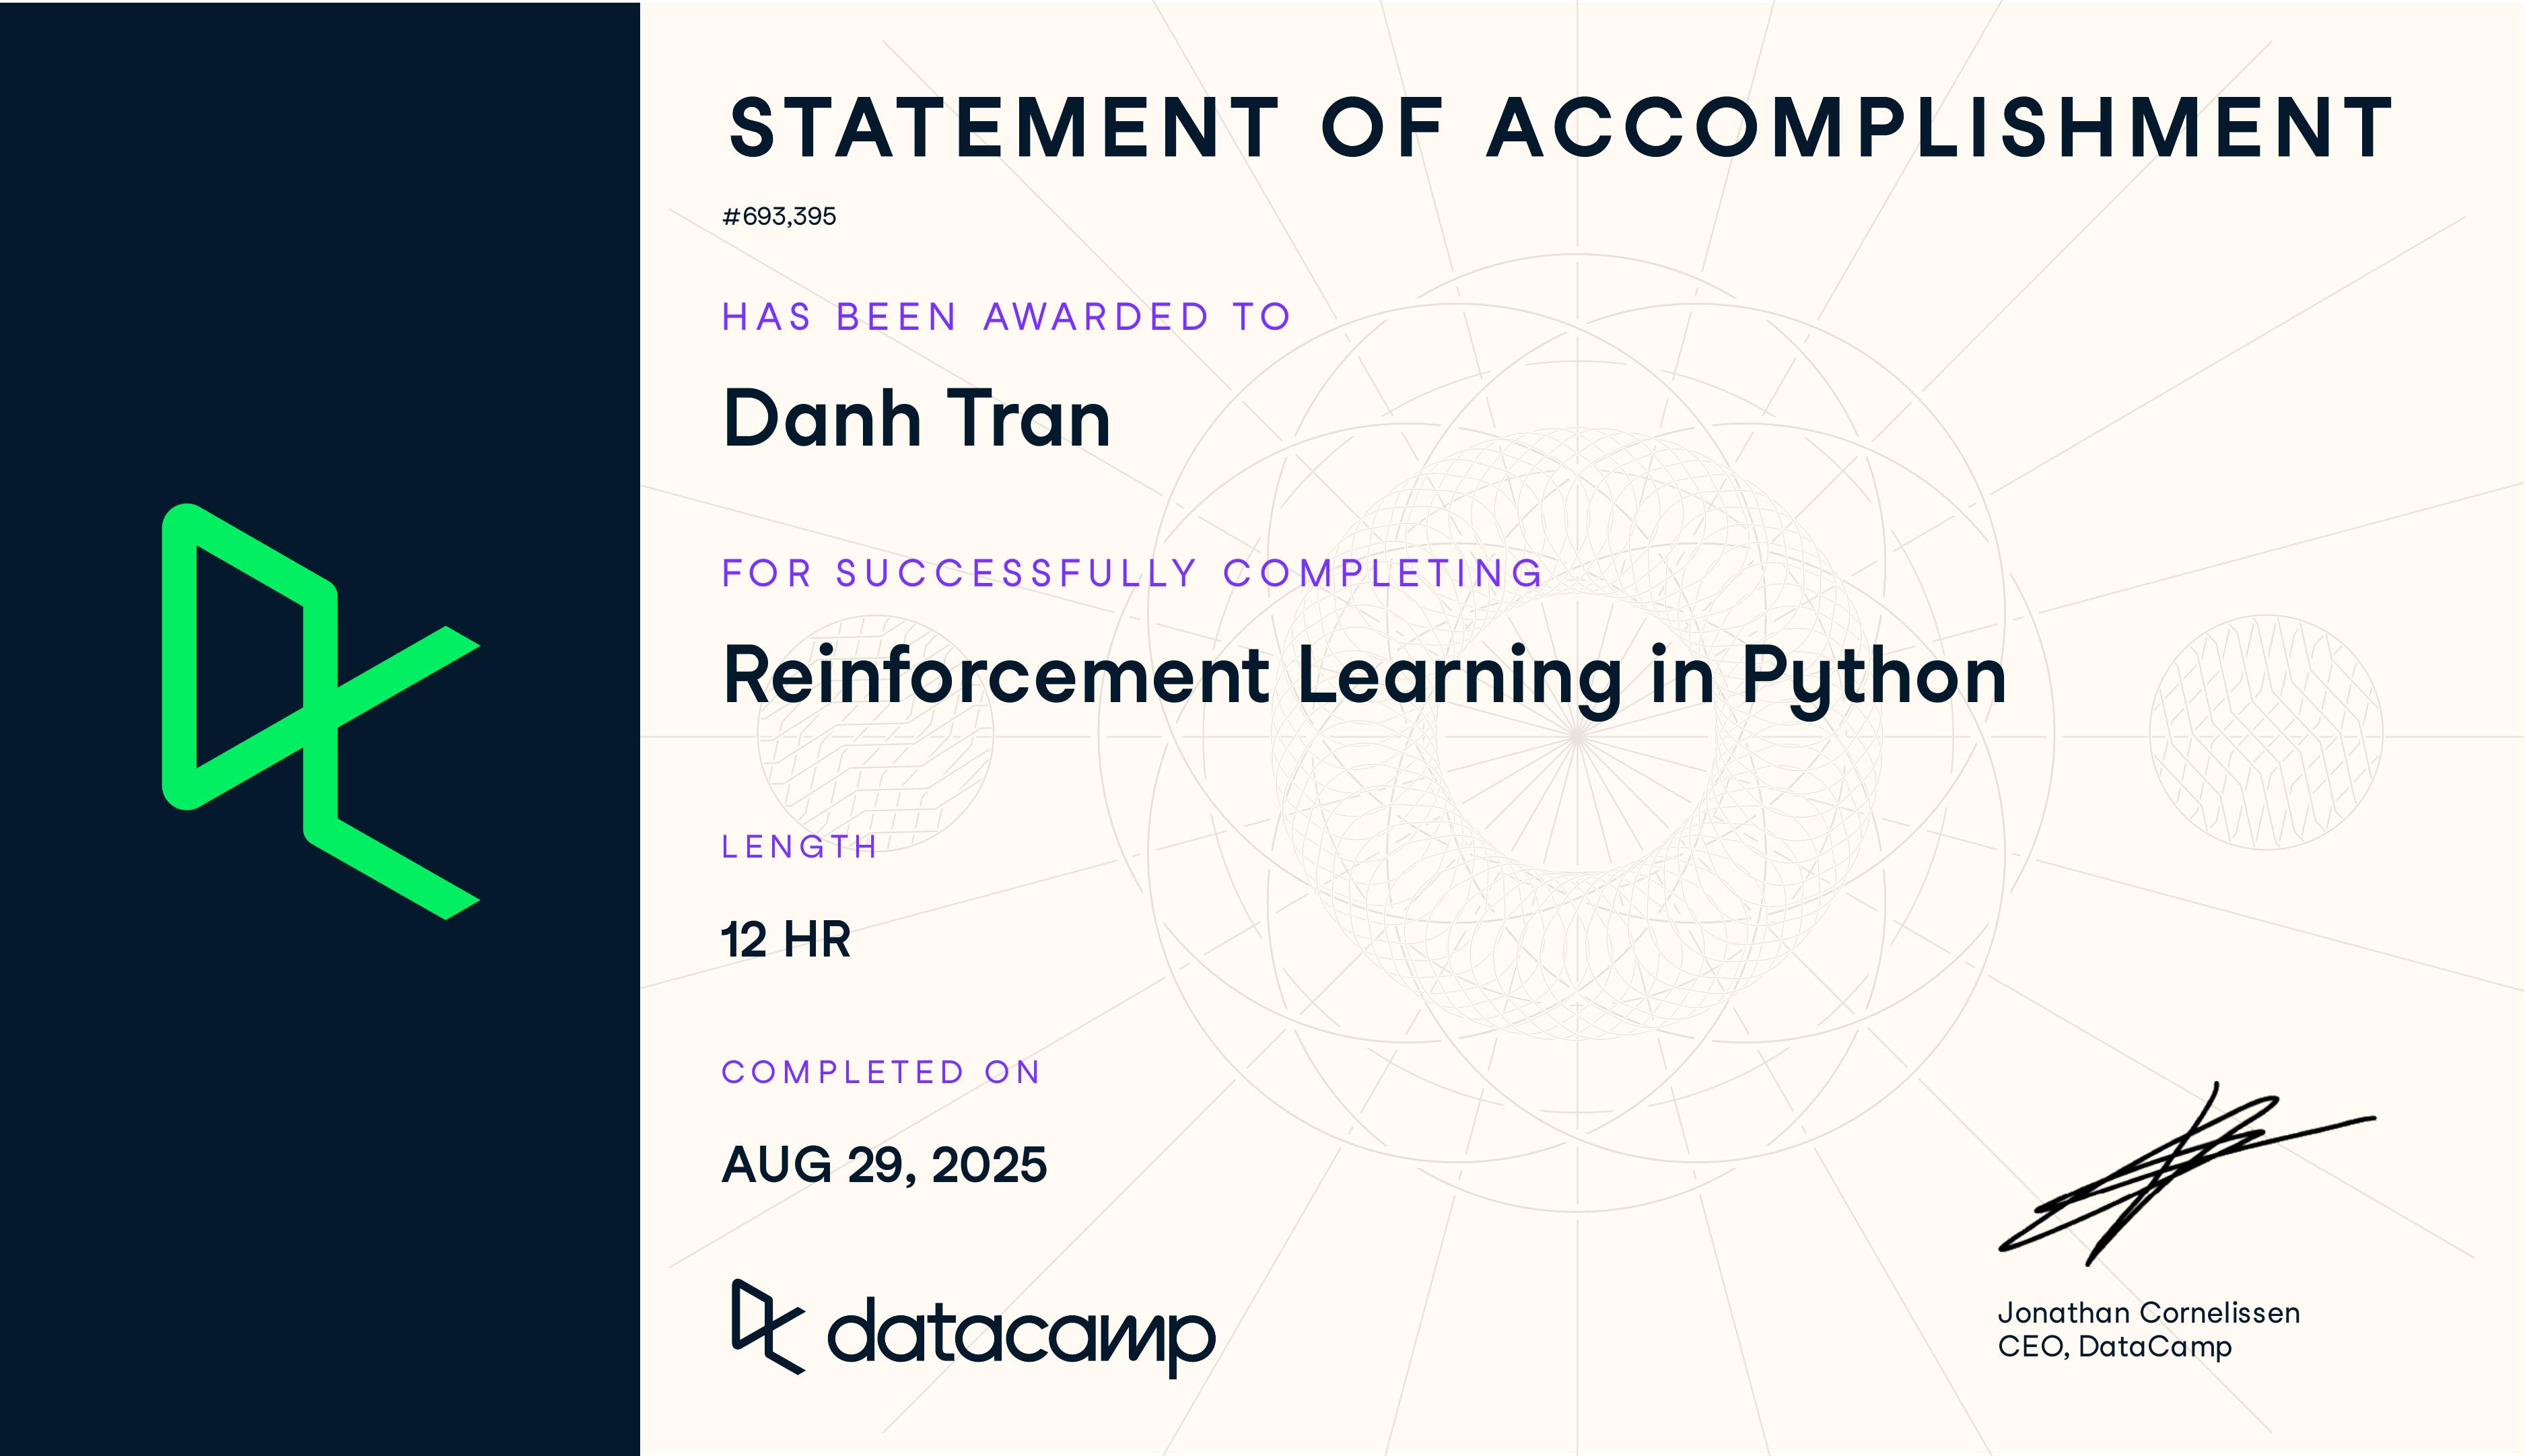 STATEMENT OF ACCOMPLISHMENT
#693,395
HAS BEEN AWARDED TO
Danh Tran
FOR SUCCESSFULLY COMPLETING
Reinforcement Learning in Python
LENGTH
12 HR
COMPLETED ON
AUG 29, 2025
datacamp
Jonathan Cornelissen
CEO, DataCamp